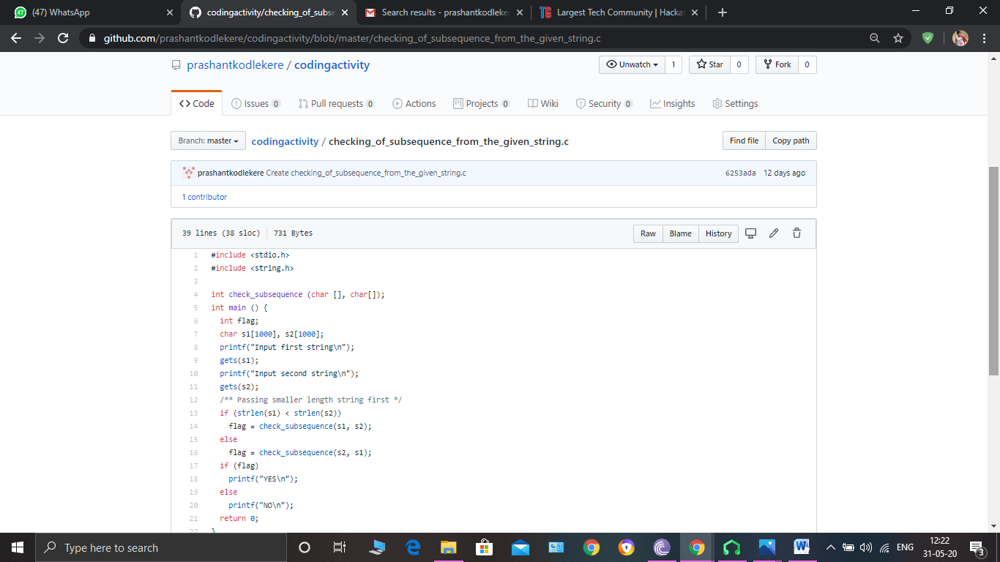 47 (47) WhatsApp
codingactivity/checking_of_subse
Search results - prashantkodleker
TG Largest Tech Community | Hackat
github.com/prashantkodlekere/codingactivity/blob/master/checking_of_subsequence_from_the_given_string.c
prashantkodlekere / codingactivity
Unwatch 1 Star 0 Fork 0
<> Code Issues 0 Pull requests 0 Actions Projects 0 Wiki Security 0 Insights Settings
Branch: master codingactivity / checking_of_subsequence_from_the_given_string.c Find file Copy path
prashantkodlekere Create checking_of_subsequence_from_the_given_string.c 6253ada 12 days ago
1 contributor
39 lines (38 sloc) 731 Bytes Raw Blame History
1 #include <stdio.h>
2 #include <string.h>
3
4 int check_subsequence (char [], char[]);
5 int main () {
6 int flag;
7 char s1[1000], s2[1000];
8 printf("Input first string\n");
9 gets(s1);
10 printf("Input second string\n");
11 gets(s2);
12 /** Passing smaller length string first */
13 if (strlen(s1) < strlen(s2))
14 flag = check_subsequence(s1, s2);
15 else
16 flag = check_subsequence(s2, s1);
17 if (flag)
18 printf("YES\n");
19 else
20 printf("NO\n");
21 return 0;
22 }
Type here to search
ENG
12:22
31-05-20
3